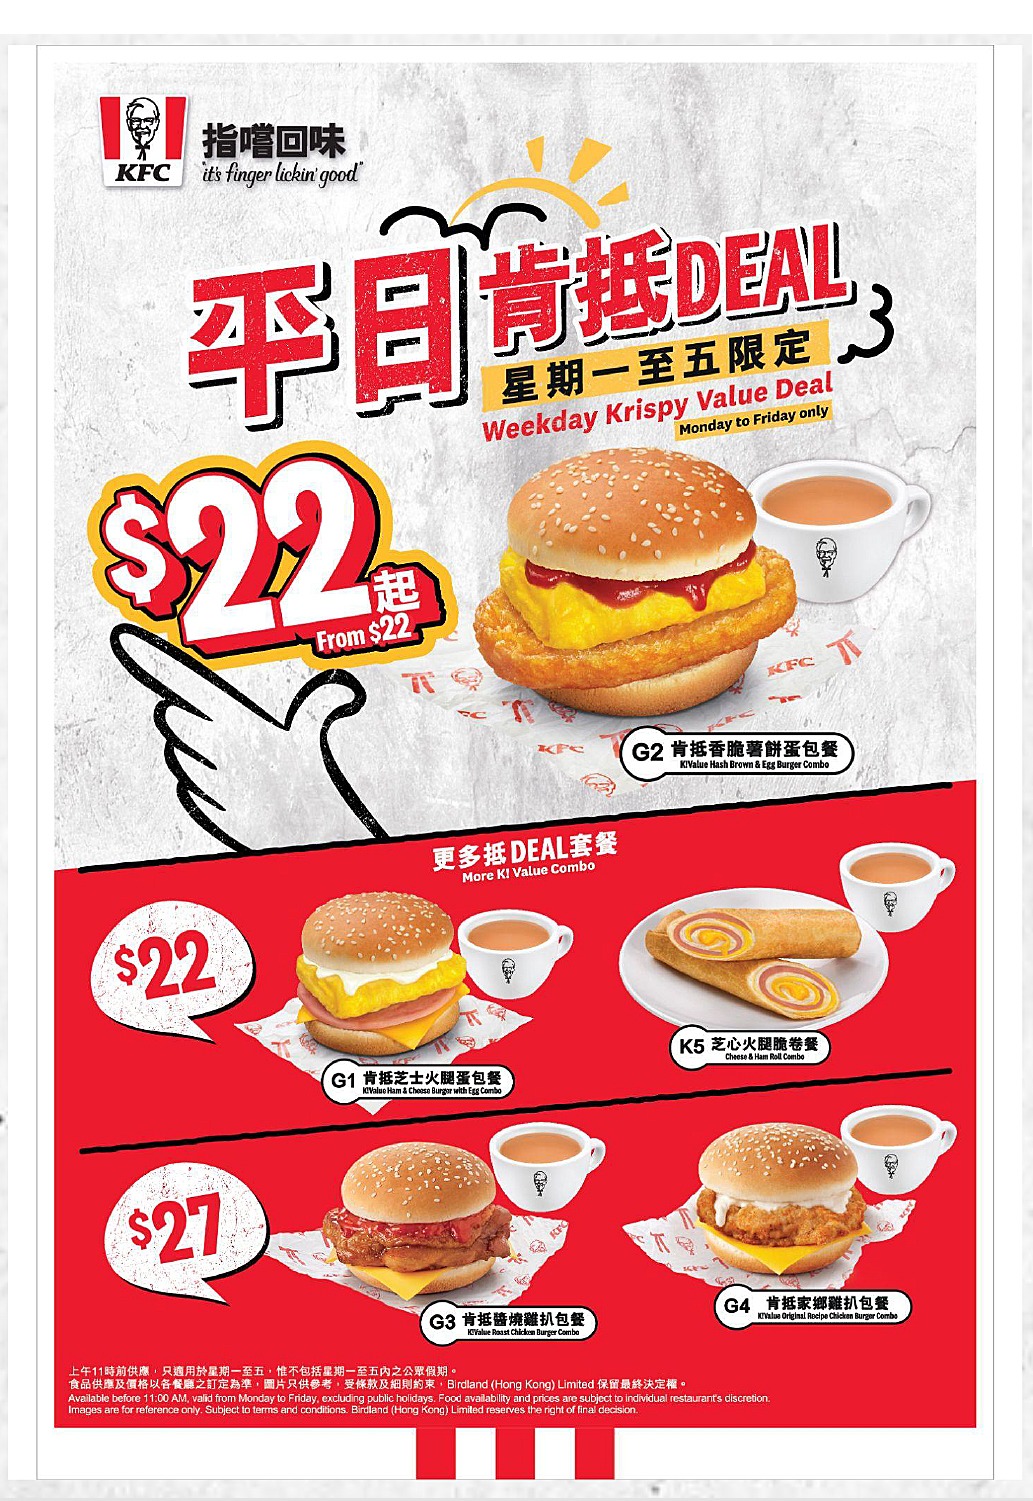 KFC
指嚐回味
"it's finger lickin' good"
平日肯抵DEAL
星期一至五限定
Weekday Krispy Value Deal
Monday to Friday only
$22起
From $22
G2 肯抵香脆薯餅蛋包餐
K!Value Hash Brown & Egg Burger Combo
更多抵DEAL套餐
More K! Value Combo
$22
G1 肯抵芝士火腿蛋包餐
K!Value Ham & Cheese Burger with Egg Combo
K5 芝心火腿脆卷餐
Cheese & Ham Roll Combo
$27
G3 肯抵醬燒雞扒包餐
K!Value Roast Chicken Burger Combo
G4 肯抵家鄉雞扒包餐
K!Value Original Recipe Chicken Burger Combo
上午11時前供應，只適用於星期一至五，惟不包括星期一至五內之公眾假期。
食品供應及價格以各餐廳之訂定為準，圖片只供參考，受條款及細則約束，Birdland (Hong Kong) Limited 保留最終決定權。
Available before 11:00 AM, valid from Monday to Friday, excluding public holidays. Food availability and prices are subject to individual restaurant's discretion.
Images are for reference only. Subject to terms and conditions. Birdland (Hong Kong) Limited reserves the right of final decision.